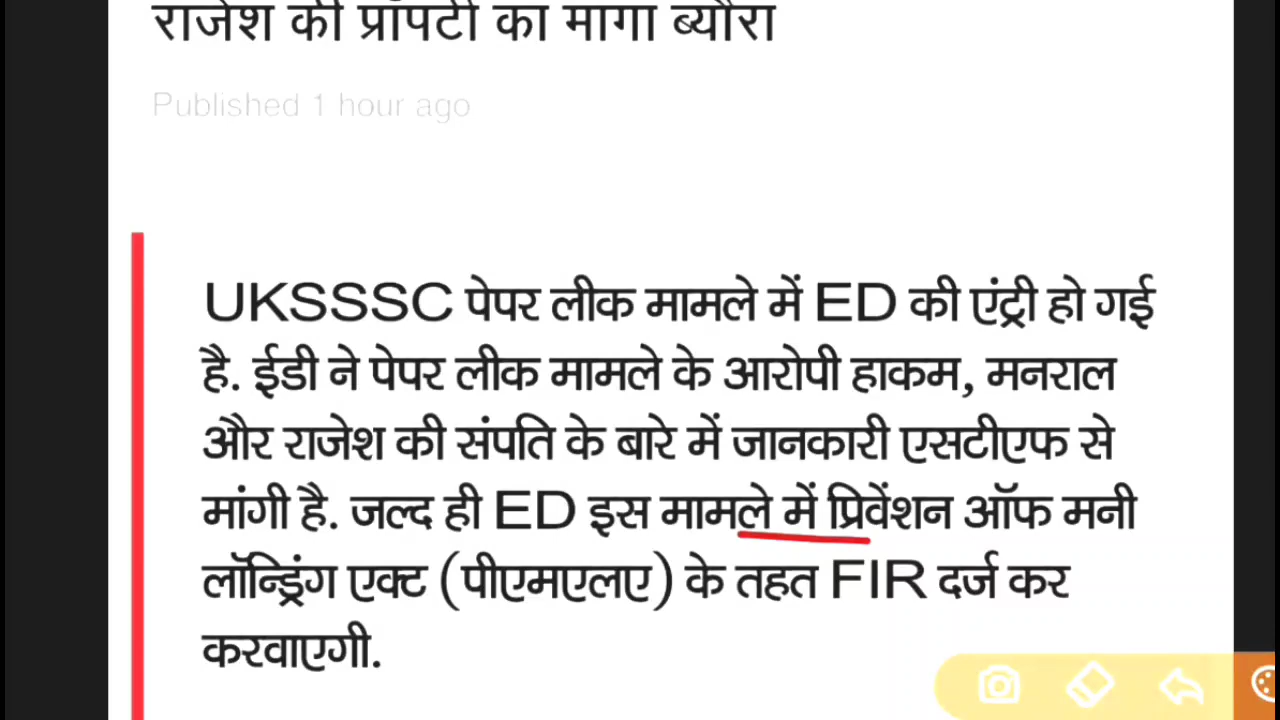 राजेश की प्रॉपर्टी का मांगा ब्यौरा
Published 1 hour ago
UKSSSC पेपर लीक मामले में ED की एंट्री हो गई
है. ईडी ने पेपर लीक मामले के आरोपी हाकम, मनराल
और राजेश की संपति के बारे में जानकारी एसटीएफ से
मांगी है. जल्द ही ED इस मामले में प्रिवेंशन ऑफ मनी
लॉन्ड्रिंग एक्ट (पीएमएलए) के तहत FIR दर्ज कर
करवाएगी.